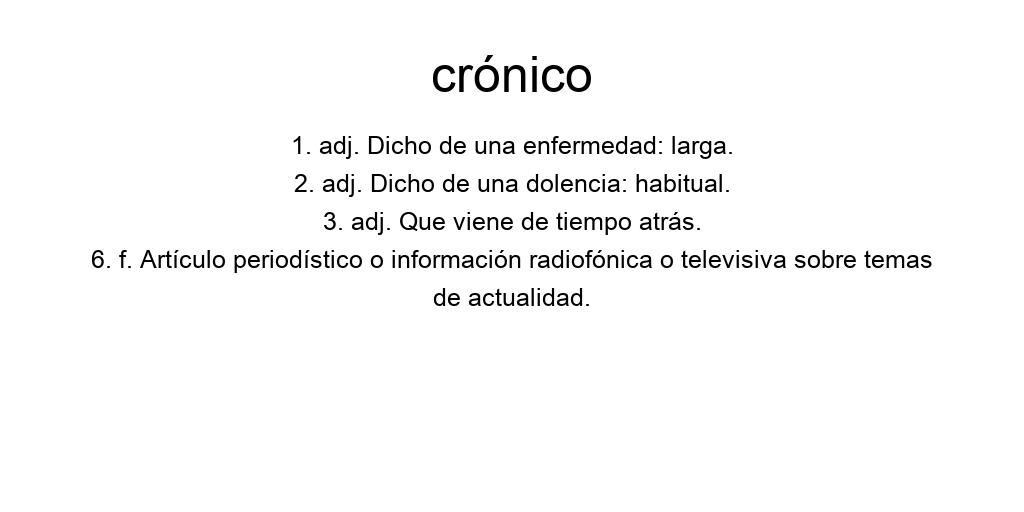 crónico
1. adj. Dicho de una enfermedad: larga.
2. adj. Dicho de una dolencia: habitual.
3. adj. Que viene de tiempo atrás.
6. f. Artículo periodístico o información radiofónica o televisiva sobre temas
de actualidad.